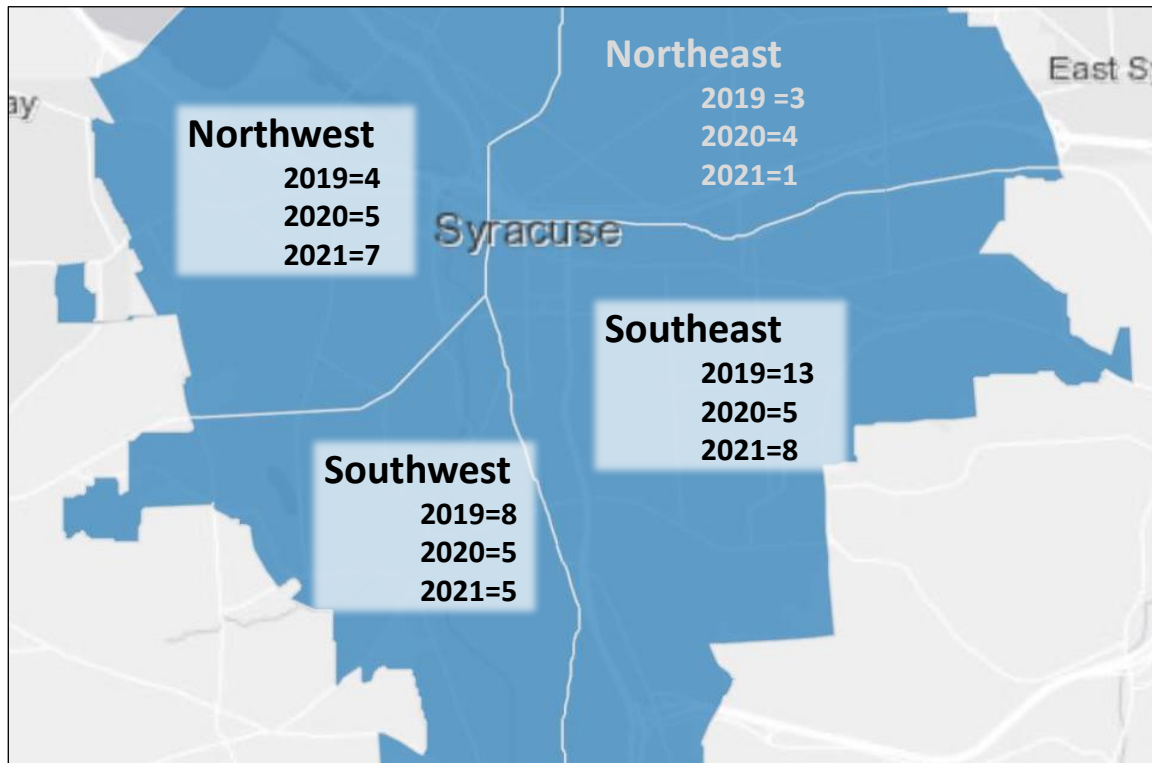 Northeast
2019 =3
2020=4
2021=1
East Sy
ay
Northwest
2019=4
2020=5
2021=7
Syracuse
Southeast
2019=13
2020=5
2021=8
Southwest
2019=8
2020=5
2021=5